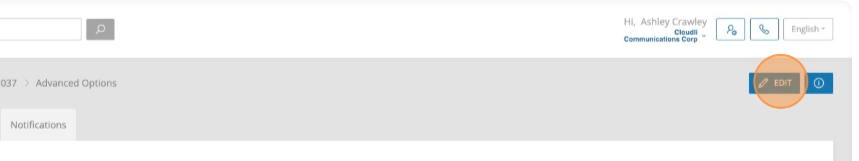 Hi, Ashley Crawley
Cloudli
Communications Corp
English
037 > Advanced Options
EDIT
Notifications